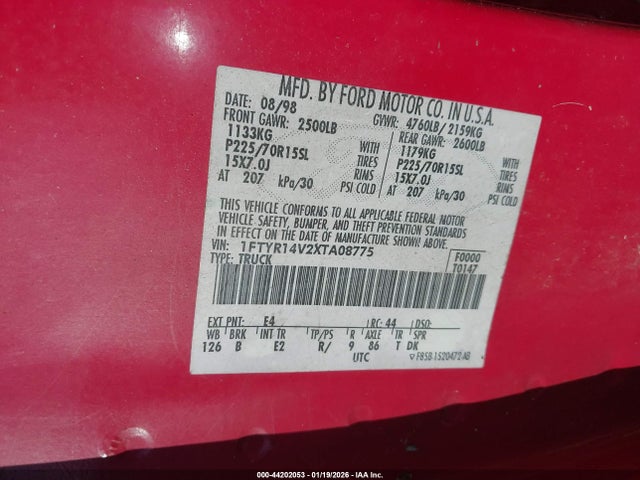 MFD. BY FORD MOTOR CO. IN U.S.A.
DATE: 08/98 GVWR: 4760LB/ 2159KG
FRONT GAWR: 2500LB REAR GAWR: 2600LB
1133KG WITH 1179KG WITH
P225/70R15SL TIRES P225/70R15SL TIRES
15X7.0J RIMS 15X7.0J RIMS
AT 207 kPa/30 PSI COLD AT 207 kPa/30 PSI COLD
THIS VEHICLE CONFORMS TO ALL APPLICABLE FEDERAL MOTOR
VEHICLE SAFETY, BUMPER, AND THEFT PREVENTION STANDARDS
IN EFFECT ON THE DATE OF MANUFACTURE SHOWN ABOVE.
VIN: 1FTYR14V2XTA08775 F0000
TYPE: TRUCK T0147
EXT PNT: E4 RC: 44 DSO:
WB BRK INT TR TP/PS R AXLE TR SPR
126 B E2 R/ 9 86 T DK
UTC F85B-1520472-AB
000-44202053 - 01/19/2026 - IAA Inc.